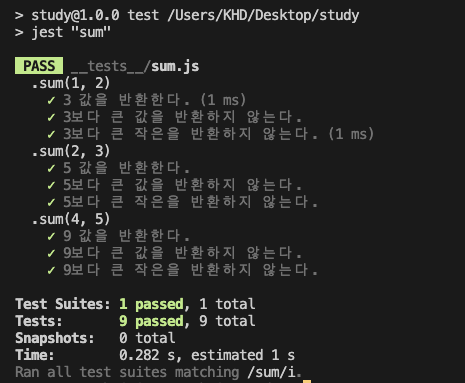 > study@1.0.0 test /Users/KHD/Desktop/study
> jest "sum"
PASS __tests__/sum.js
.sum(1, 2)
✓ 3 값을 반환한다. (1 ms)
✓ 3보다 큰 값을 반환하지 않는다.
✓ 3보다 큰 작은을 반환하지 않는다. (1 ms)
.sum(2, 3)
✓ 5 값을 반환한다.
✓ 5보다 큰 값을 반환하지 않는다.
✓ 5보다 큰 작은을 반환하지 않는다.
.sum(4, 5)
✓ 9 값을 반환한다.
✓ 9보다 큰 값을 반환하지 않는다.
✓ 9보다 큰 작은을 반환하지 않는다.
Test Suites: 1 passed, 1 total
Tests: 9 passed, 9 total
Snapshots: 0 total
Time: 0.282 s, estimated 1 s
Ran all test suites matching /sum/i.